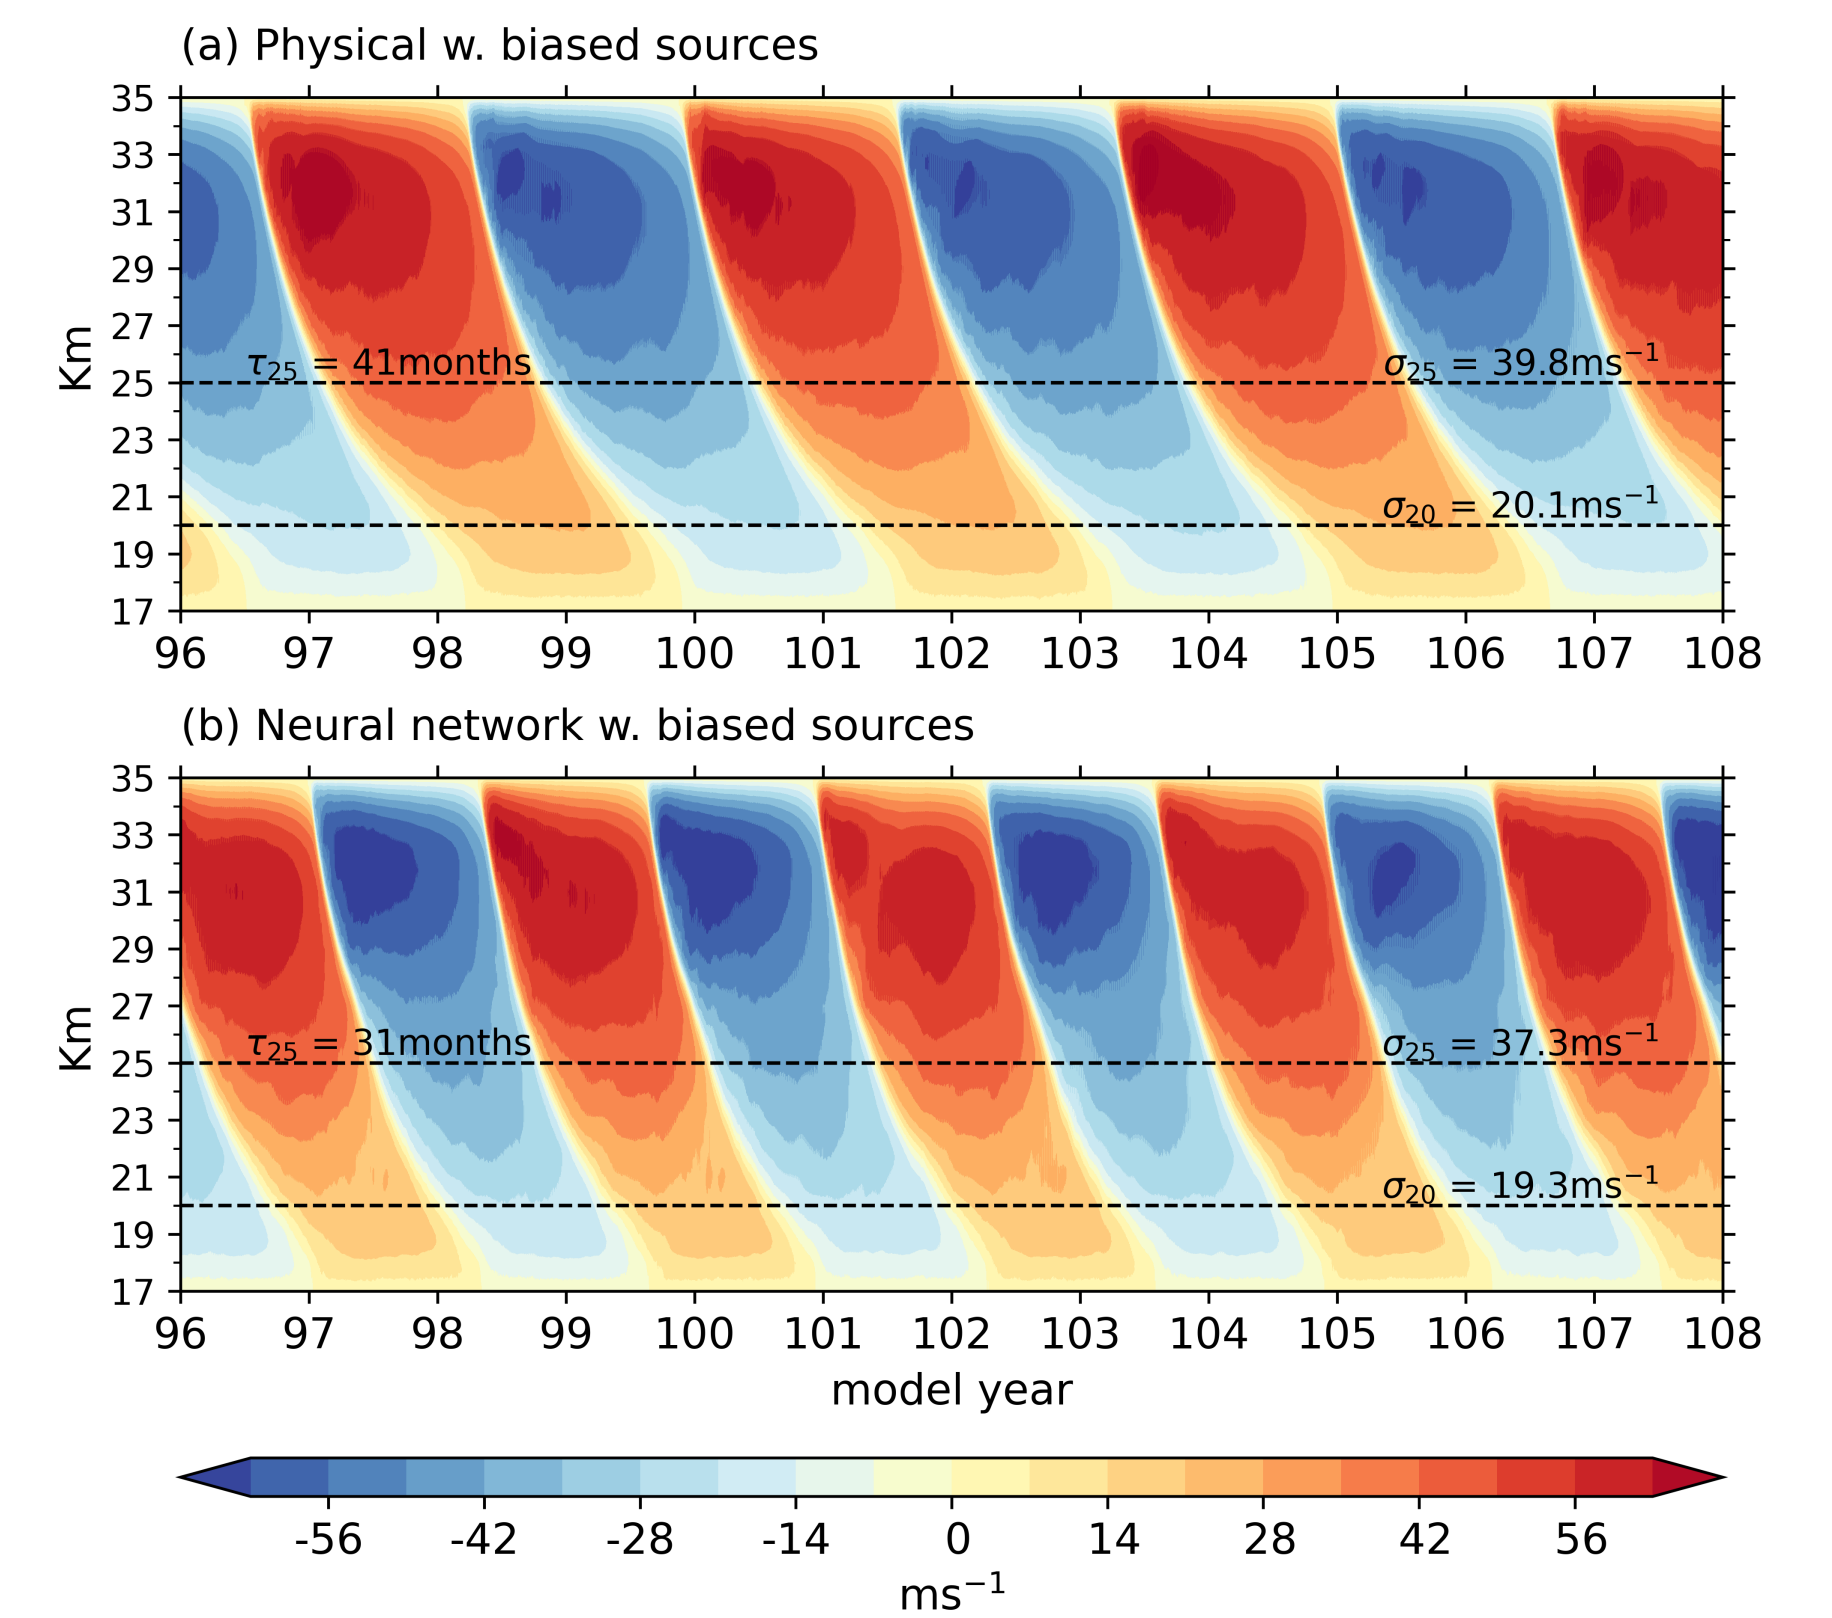 (a) Physical w. biased sources
35
33
31
29
27
25
23
21
19
17
Km
τ₂₅ = 41months
σ₂₅ = 39.8ms⁻¹
σ₂₀ = 20.1ms⁻¹
96 97 98 99 100 101 102 103 104 105 106 107 108
(b) Neural network w. biased sources
35
33
31
29
27
25
23
21
19
17
Km
τ₂₅ = 31months
σ₂₅ = 37.3ms⁻¹
σ₂₀ = 19.3ms⁻¹
96 97 98 99 100 101 102 103 104 105 106 107 108
model year
-56 -42 -28 -14 0 14 28 42 56
ms⁻¹